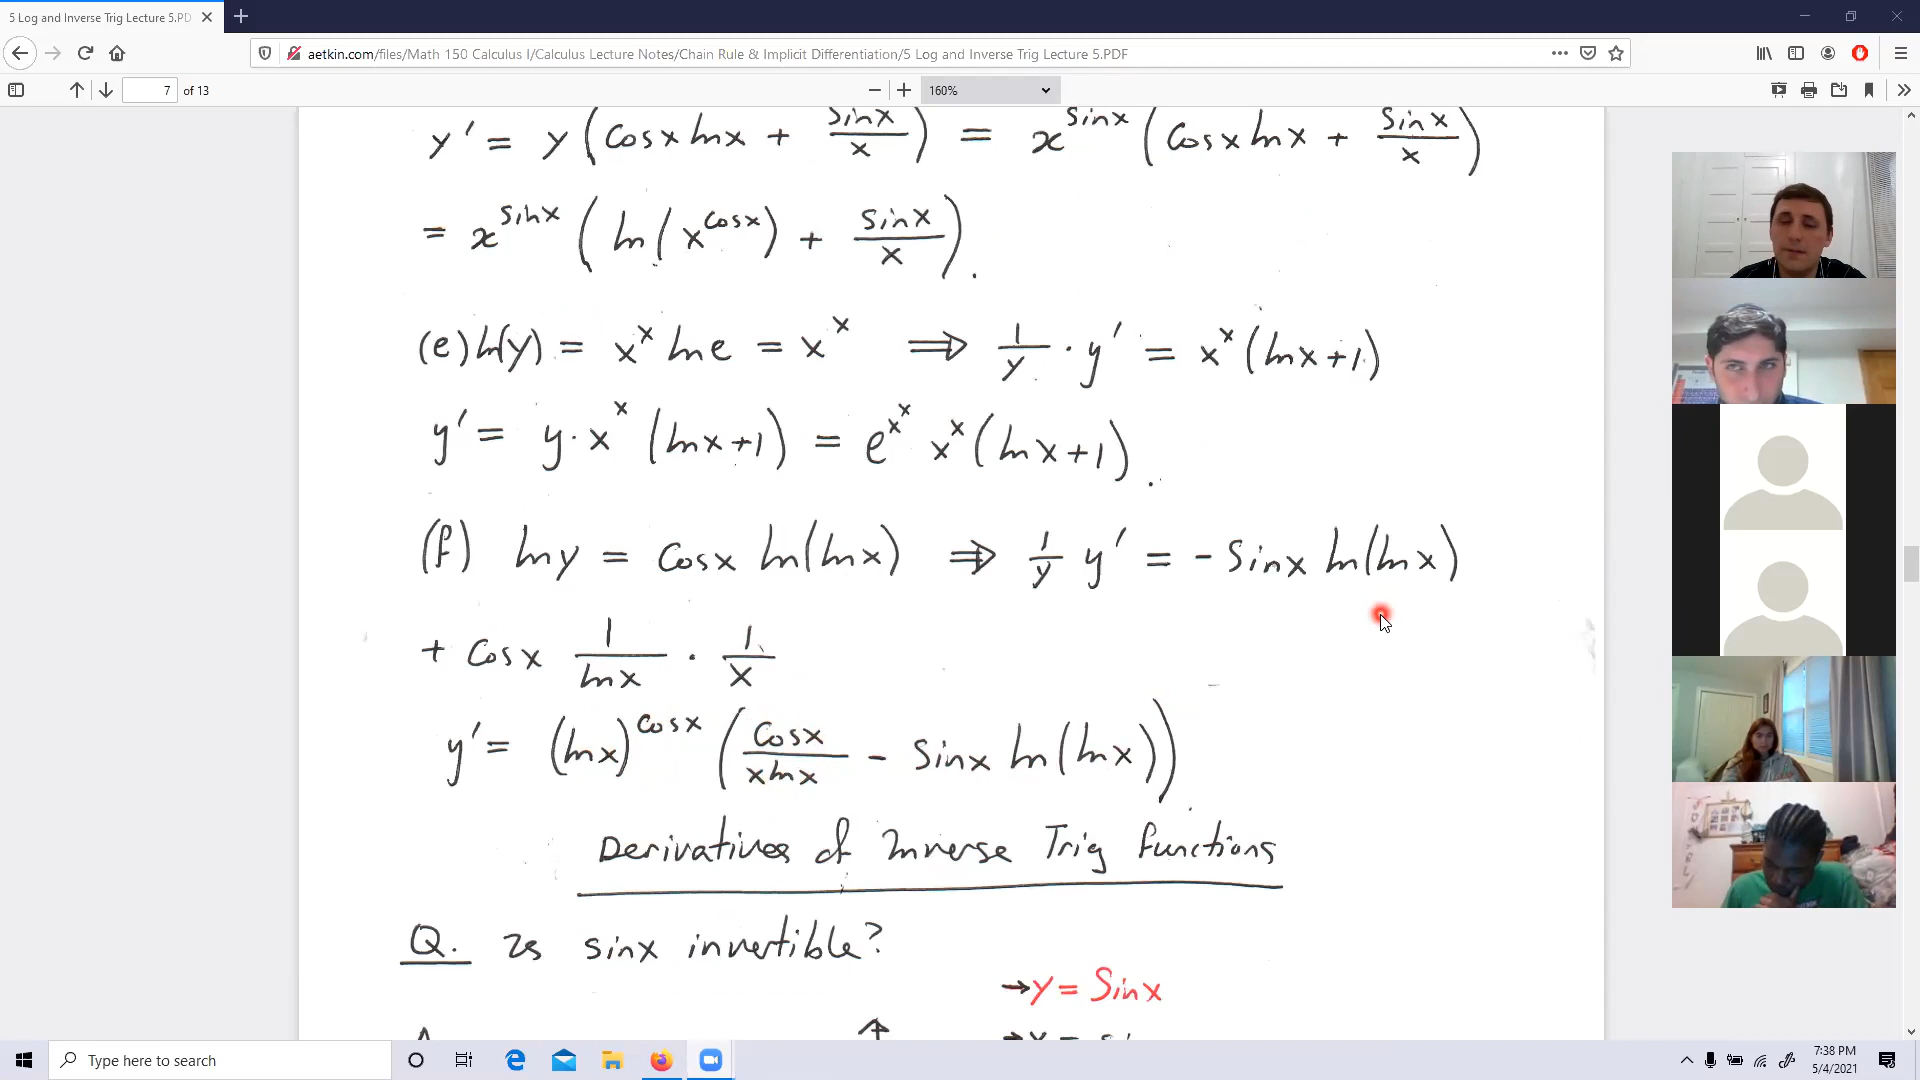 5 Log and Inverse Trig Lecture 5.PD
aetkin.com/files/Math 150 Calculus I/Calculus Lecture Notes/Chain Rule & Implicit Differentiation/5 Log and Inverse Trig Lecture 5.PDF
7 of 13
160%
y' = y (cosx lnx + sinx/x) = x^sinx (cosx lnx + sinx/x)
= x^sinx (ln(x^cosx) + sinx/x).
(e) ln(y) = x^x lne = x^x ⟹ 1/y · y' = x^x (lnx+1)
y' = y · x^x (lnx+1) = e^x^x x^x (lnx+1).
(f) lny = cosx ln(lnx) ⟹ 1/y y' = - sinx ln(lnx)
+ cosx 1/lnx · 1/x
y' = (lnx)^cosx (cosx/xlnx - sinx ln(lnx)).
Derivatives of Inverse Trig Functions
Q. Is sinx invertible?
→ y = sinx
Type here to search
7:38 PM
5/4/2021